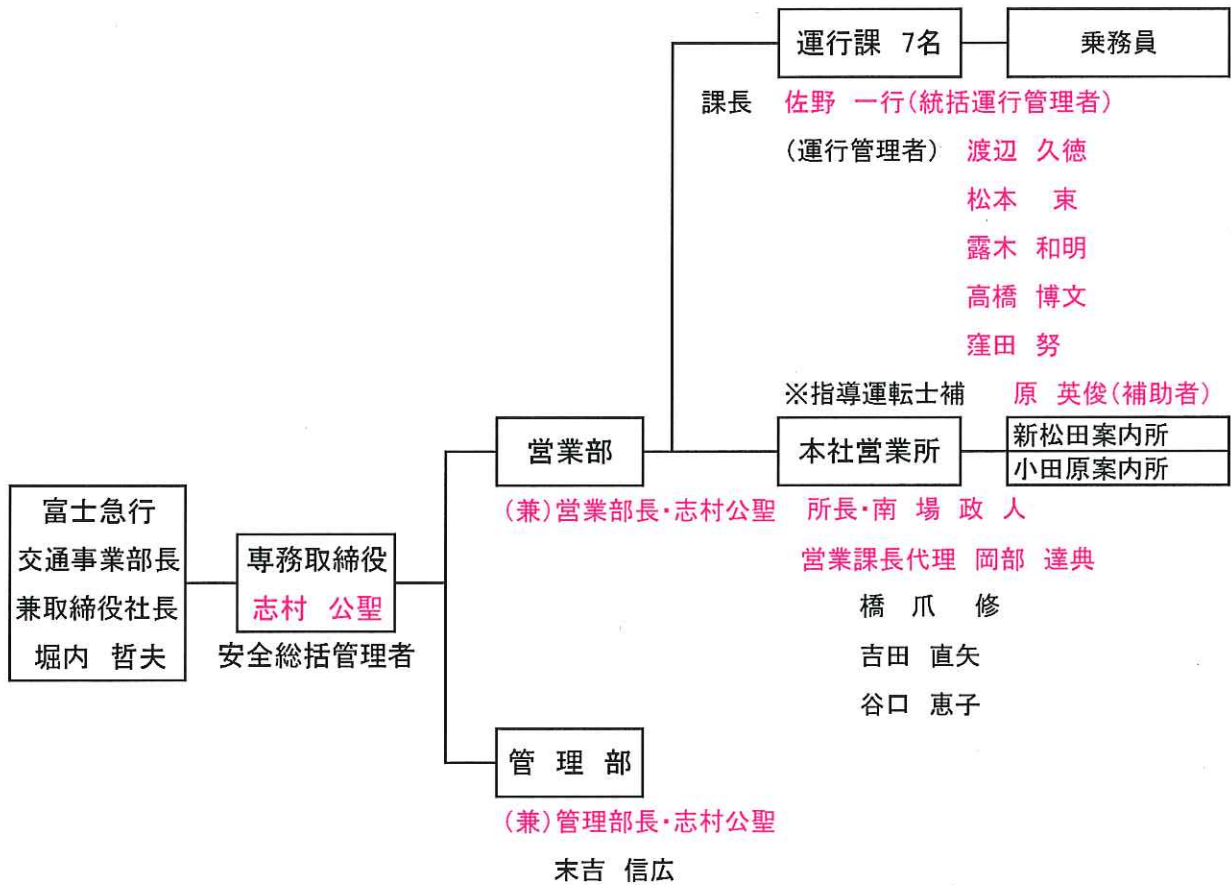 運行課 7名
乗務員
課長 佐野 一行(統括運行管理者)
(運行管理者) 渡辺 久徳
松本 東
露木 和明
高橋 博文
窪田 努
※指導運転士補 原 英俊(補助者)
営業部
本社営業所
新松田案内所
小田原案内所
(兼)営業部長・志村公聖
所長・南 場 政 人
営業課長代理 岡部 達典
橋 爪 修
吉田 直矢
谷口 恵子
富士急行
交通事業部長
兼取締役社長
堀内 哲夫
専務取締役
志村 公聖
安全総括管理者
管 理 部
(兼)管理部長・志村公聖
末吉 信広